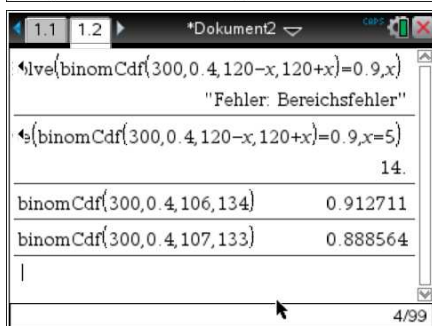 1.1 1.2 *Dokument2 CAPS
lve(binomCdf(300,0.4,120−x,120+x)=0.9,x)
"Fehler: Bereichsfehler"
e(binomCdf(300,0.4,120−x,120+x)=0.9,x=5)
14.
binomCdf(300,0.4,106,134) 0.912711
binomCdf(300,0.4,107,133) 0.888564
4/99